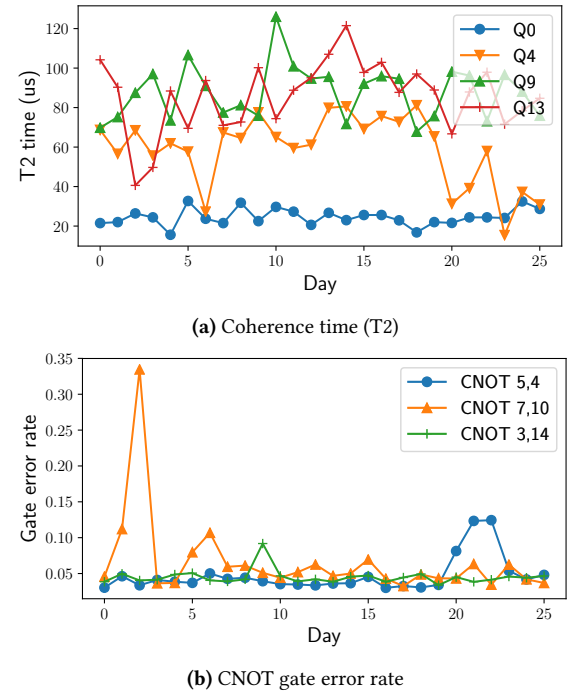 120
100
80
60
40
20
T2 time (us)
Q0
Q4
Q9
Q13
0 5 10 15 20 25
Day
(a) Coherence time (T2)
0.35
0.30
0.25
0.20
0.15
0.10
0.05
Gate error rate
CNOT 5,4
CNOT 7,10
CNOT 3,14
0 5 10 15 20 25
Day
(b) CNOT gate error rate